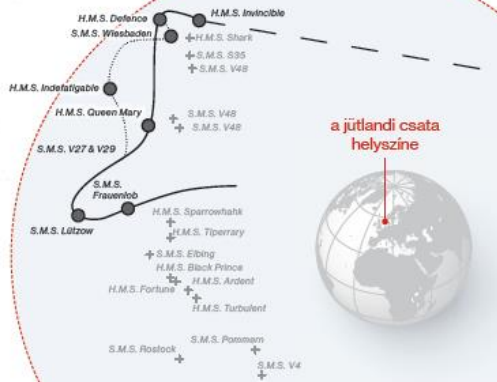 H.M.S. Defence
H.M.S. Invincible
S.M.S. Wiesbaden
H.M.S. Shark
S.M.S. S35
S.M.S. V48
H.M.S. Indefatigable
H.M.S. Queen Mary
S.M.S. V48
S.M.S. V48
S.M.S. V27 & V29
a jütlandi csata
helyszíne
S.M.S.
Frauenlob
S.M.S. Lützow
H.M.S. Sparrowhahk
H.M.S. Tiperrary
S.M.S. Elbing
H.M.S. Black Prince
H.M.S. Ardent
H.M.S. Fortune
H.M.S. Turbulent
S.M.S. Pommern
S.M.S. Rostock
S.M.S. V4